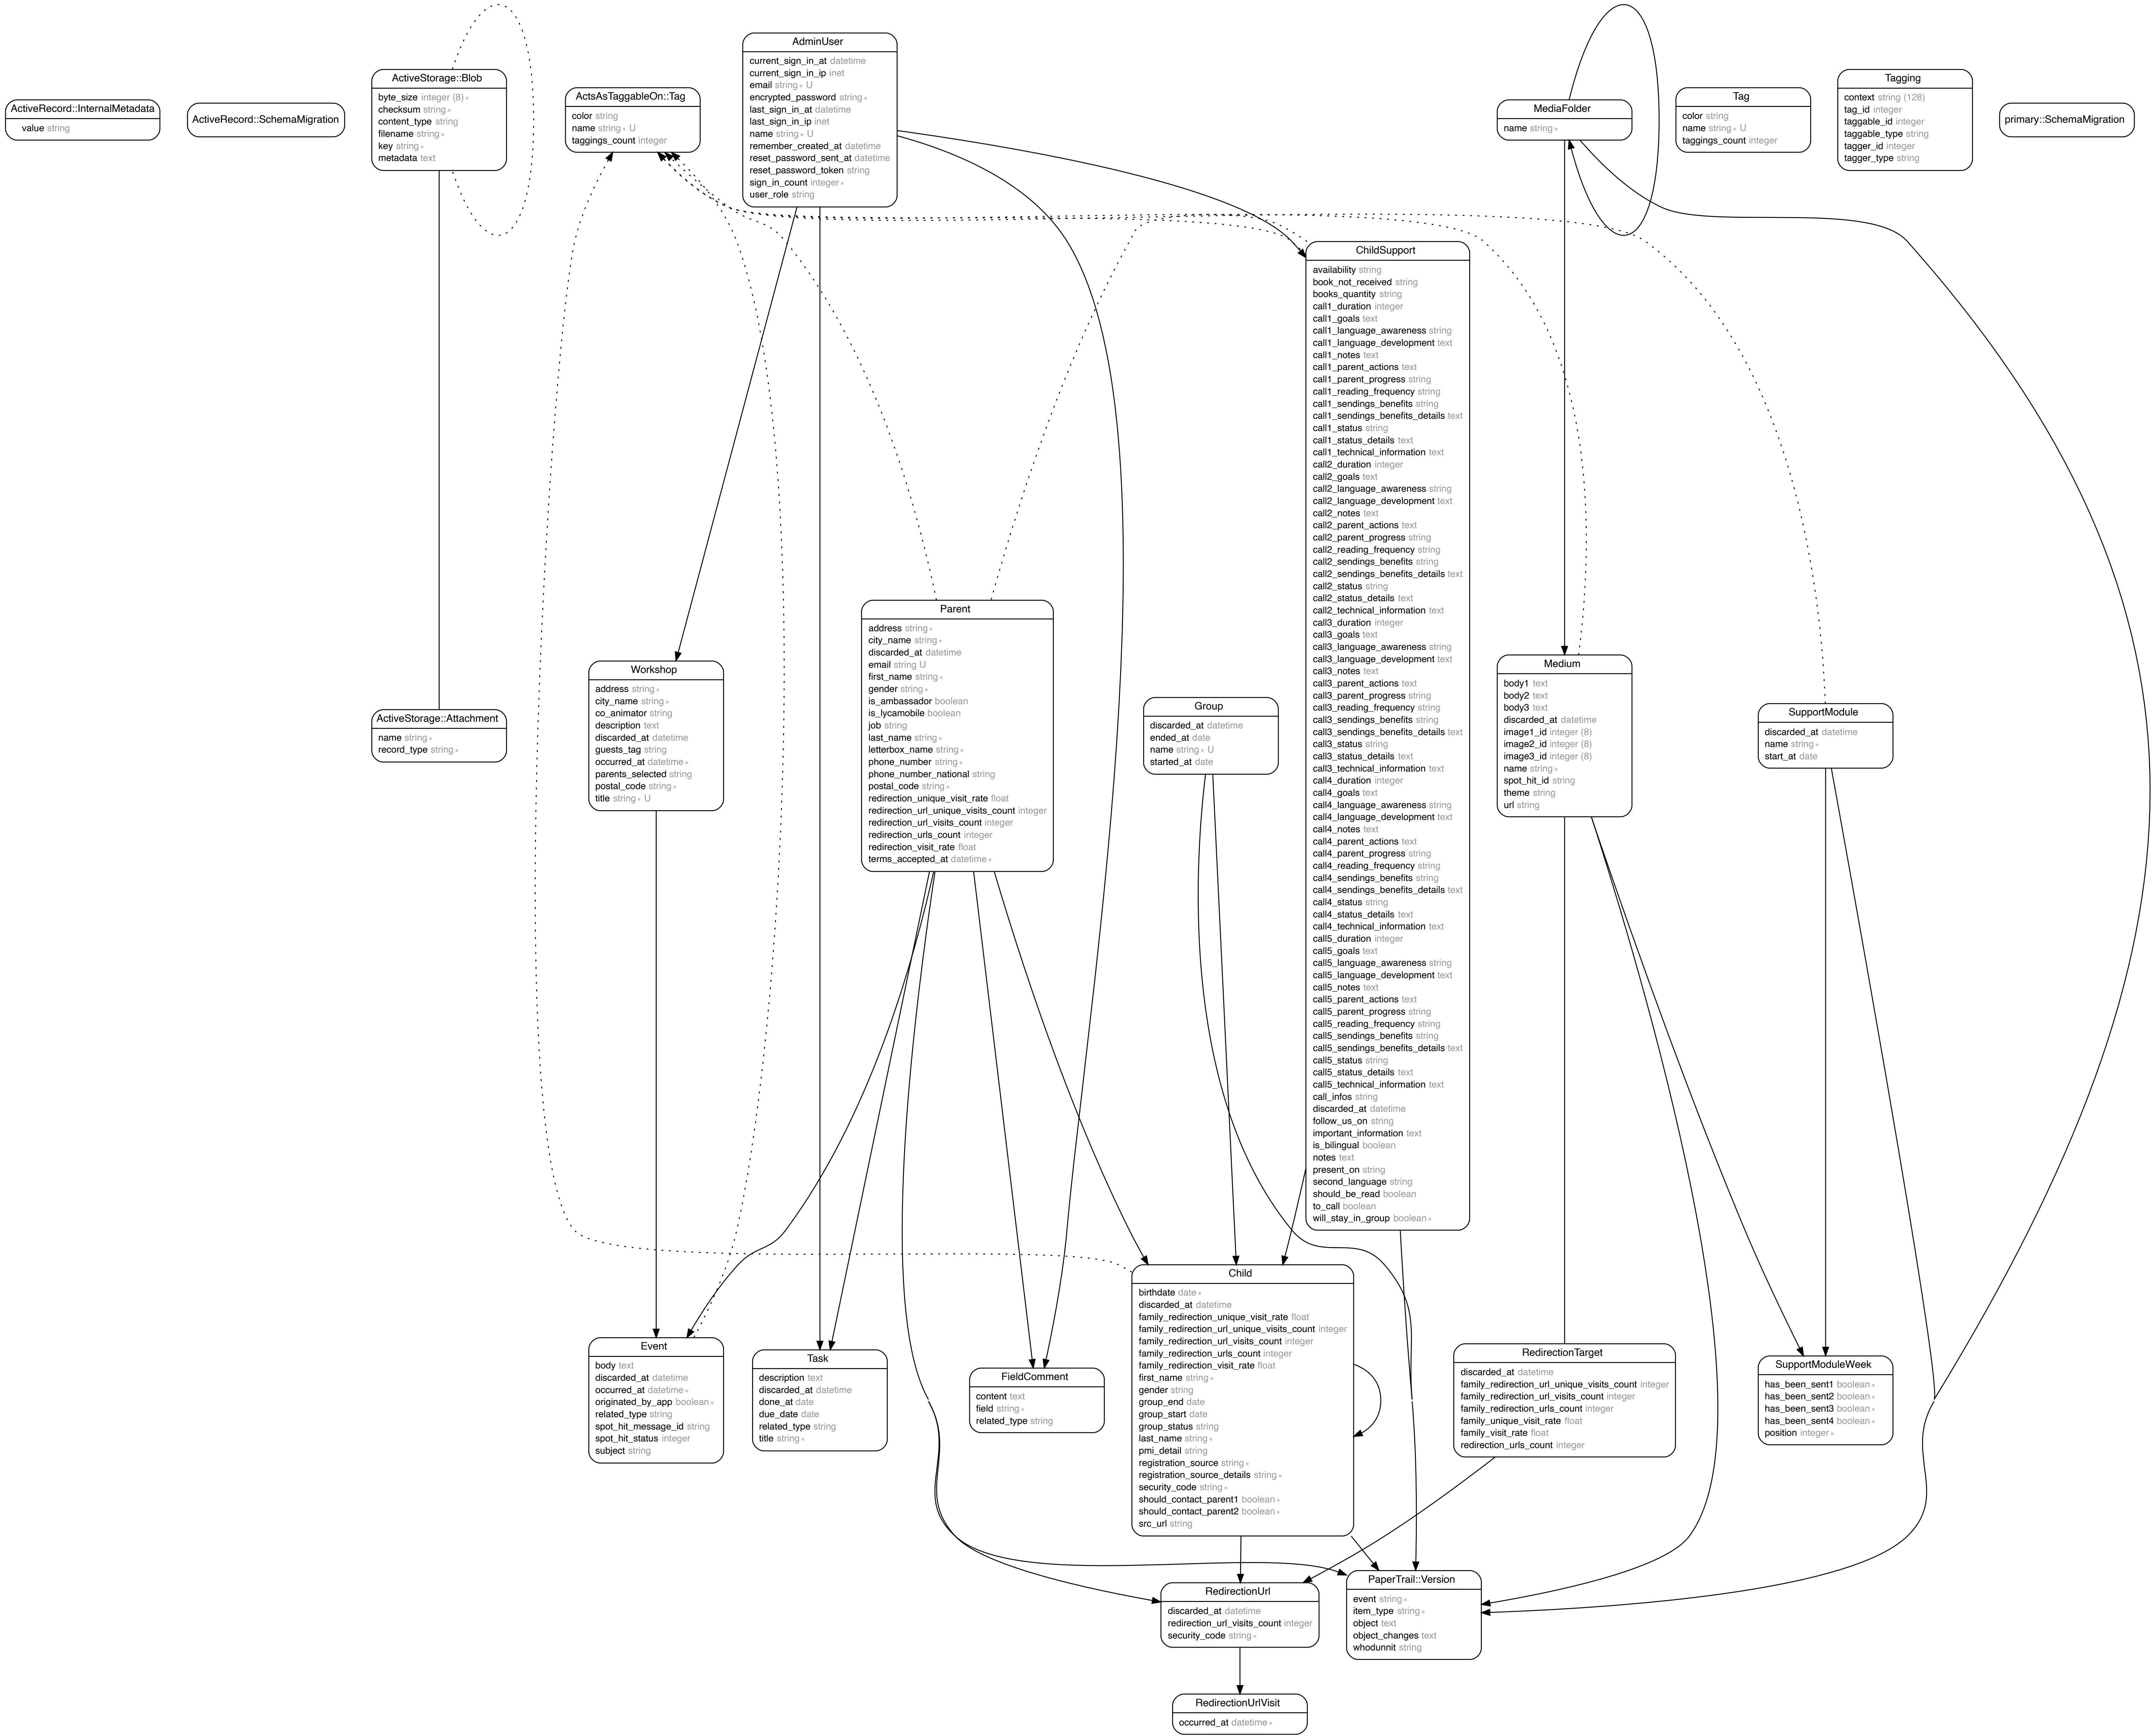 AdminUser
current_sign_in_at datetime
current_sign_in_ip inet
email string ∗ U
encrypted_password string ∗
last_sign_in_at datetime
last_sign_in_ip inet
name string ∗ U
remember_created_at datetime
reset_password_sent_at datetime
reset_password_token string
sign_in_count integer ∗
user_role string
ActiveRecord::InternalMetadata
value string
ActiveRecord::SchemaMigration
ActiveStorage::Blob
byte_size integer (8) ∗
checksum string ∗
content_type string
filename string ∗
key string ∗
metadata text
ActsAsTaggableOn::Tag
color string
name string ∗ U
taggings_count integer
MediaFolder
name string ∗
Tag
color string
name string ∗ U
taggings_count integer
Tagging
context string (128)
tag_id integer
taggable_id integer
taggable_type string
tagger_id integer
tagger_type string
primary::SchemaMigration
ChildSupport
availability string
book_not_received string
books_quantity string
call1_duration integer
call1_goals text
call1_language_awareness string
call1_language_development text
call1_notes text
call1_parent_actions text
call1_parent_progress string
call1_reading_frequency string
call1_sendings_benefits string
call1_sendings_benefits_details text
call1_status string
call1_status_details text
call1_technical_information text
call2_duration integer
call2_goals text
call2_language_awareness string
call2_language_development text
call2_notes text
call2_parent_actions text
call2_parent_progress string
call2_reading_frequency string
call2_sendings_benefits string
call2_sendings_benefits_details text
call2_status string
call2_status_details text
call2_technical_information text
call3_duration integer
call3_goals text
call3_language_awareness string
call3_language_development text
call3_notes text
call3_parent_actions text
call3_parent_progress string
call3_reading_frequency string
call3_sendings_benefits string
call3_sendings_benefits_details text
call3_status string
call3_status_details text
call3_technical_information text
call4_duration integer
call4_goals text
call4_language_awareness string
call4_language_development text
call4_notes text
call4_parent_actions text
call4_parent_progress string
call4_reading_frequency string
call4_sendings_benefits string
call4_sendings_benefits_details text
call4_status string
call4_status_details text
call4_technical_information text
call5_duration integer
call5_goals text
call5_language_awareness string
call5_language_development text
call5_notes text
call5_parent_actions text
call5_parent_progress string
call5_reading_frequency string
call5_sendings_benefits string
call5_sendings_benefits_details text
call5_status string
call5_status_details text
call5_technical_information text
call_infos string
discarded_at datetime
follow_us_on string
important_information text
is_bilingual boolean
notes text
present_on string
second_language string
should_be_read boolean
to_call boolean
will_stay_in_group boolean ∗
Parent
address string ∗
city_name string ∗
discarded_at datetime
email string U
first_name string ∗
gender string ∗
is_ambassador boolean
is_lycamobile boolean
job string
last_name string ∗
letterbox_name string ∗
phone_number string ∗
phone_number_national string
postal_code string ∗
redirection_unique_visit_rate float
redirection_url_unique_visits_count integer
redirection_url_visits_count integer
redirection_urls_count integer
redirection_visit_rate float
terms_accepted_at datetime ∗
Workshop
address string ∗
city_name string ∗
co_animator string
description text
discarded_at datetime
guests_tag string
occurred_at datetime ∗
parents_selected string
postal_code string ∗
title string ∗ U
ActiveStorage::Attachment
name string ∗
record_type string ∗
Group
discarded_at datetime
ended_at date
name string ∗ U
started_at date
Medium
body1 text
body2 text
body3 text
discarded_at datetime
image1_id integer (8)
image2_id integer (8)
image3_id integer (8)
name string ∗
spot_hit_id string
theme string
url string
SupportModule
discarded_at datetime
name string ∗
start_at date
Child
birthdate date ∗
discarded_at datetime
family_redirection_unique_visit_rate float
family_redirection_url_unique_visits_count integer
family_redirection_url_visits_count integer
family_redirection_urls_count integer
family_redirection_visit_rate float
first_name string ∗
gender string
group_end date
group_start date
group_status string
last_name string ∗
pmi_detail string
registration_source string ∗
registration_source_details string ∗
security_code string ∗
should_contact_parent1 boolean ∗
should_contact_parent2 boolean ∗
src_url string
Event
body text
discarded_at datetime
occurred_at datetime ∗
originated_by_app boolean ∗
related_type string
spot_hit_message_id string
spot_hit_status integer
subject string
Task
description text
discarded_at datetime
done_at date
due_date date
related_type string
title string ∗
FieldComment
content text
field string ∗
related_type string
RedirectionTarget
discarded_at datetime
family_redirection_url_unique_visits_count integer
family_redirection_url_visits_count integer
family_redirection_urls_count integer
family_unique_visit_rate float
family_visit_rate float
redirection_urls_count integer
SupportModuleWeek
has_been_sent1 boolean ∗
has_been_sent2 boolean ∗
has_been_sent3 boolean ∗
has_been_sent4 boolean ∗
position integer ∗
RedirectionUrl
discarded_at datetime
redirection_url_visits_count integer
security_code string ∗
PaperTrail::Version
event string ∗
item_type string ∗
object text
object_changes text
whodunnit string
RedirectionUrlVisit
occurred_at datetime ∗